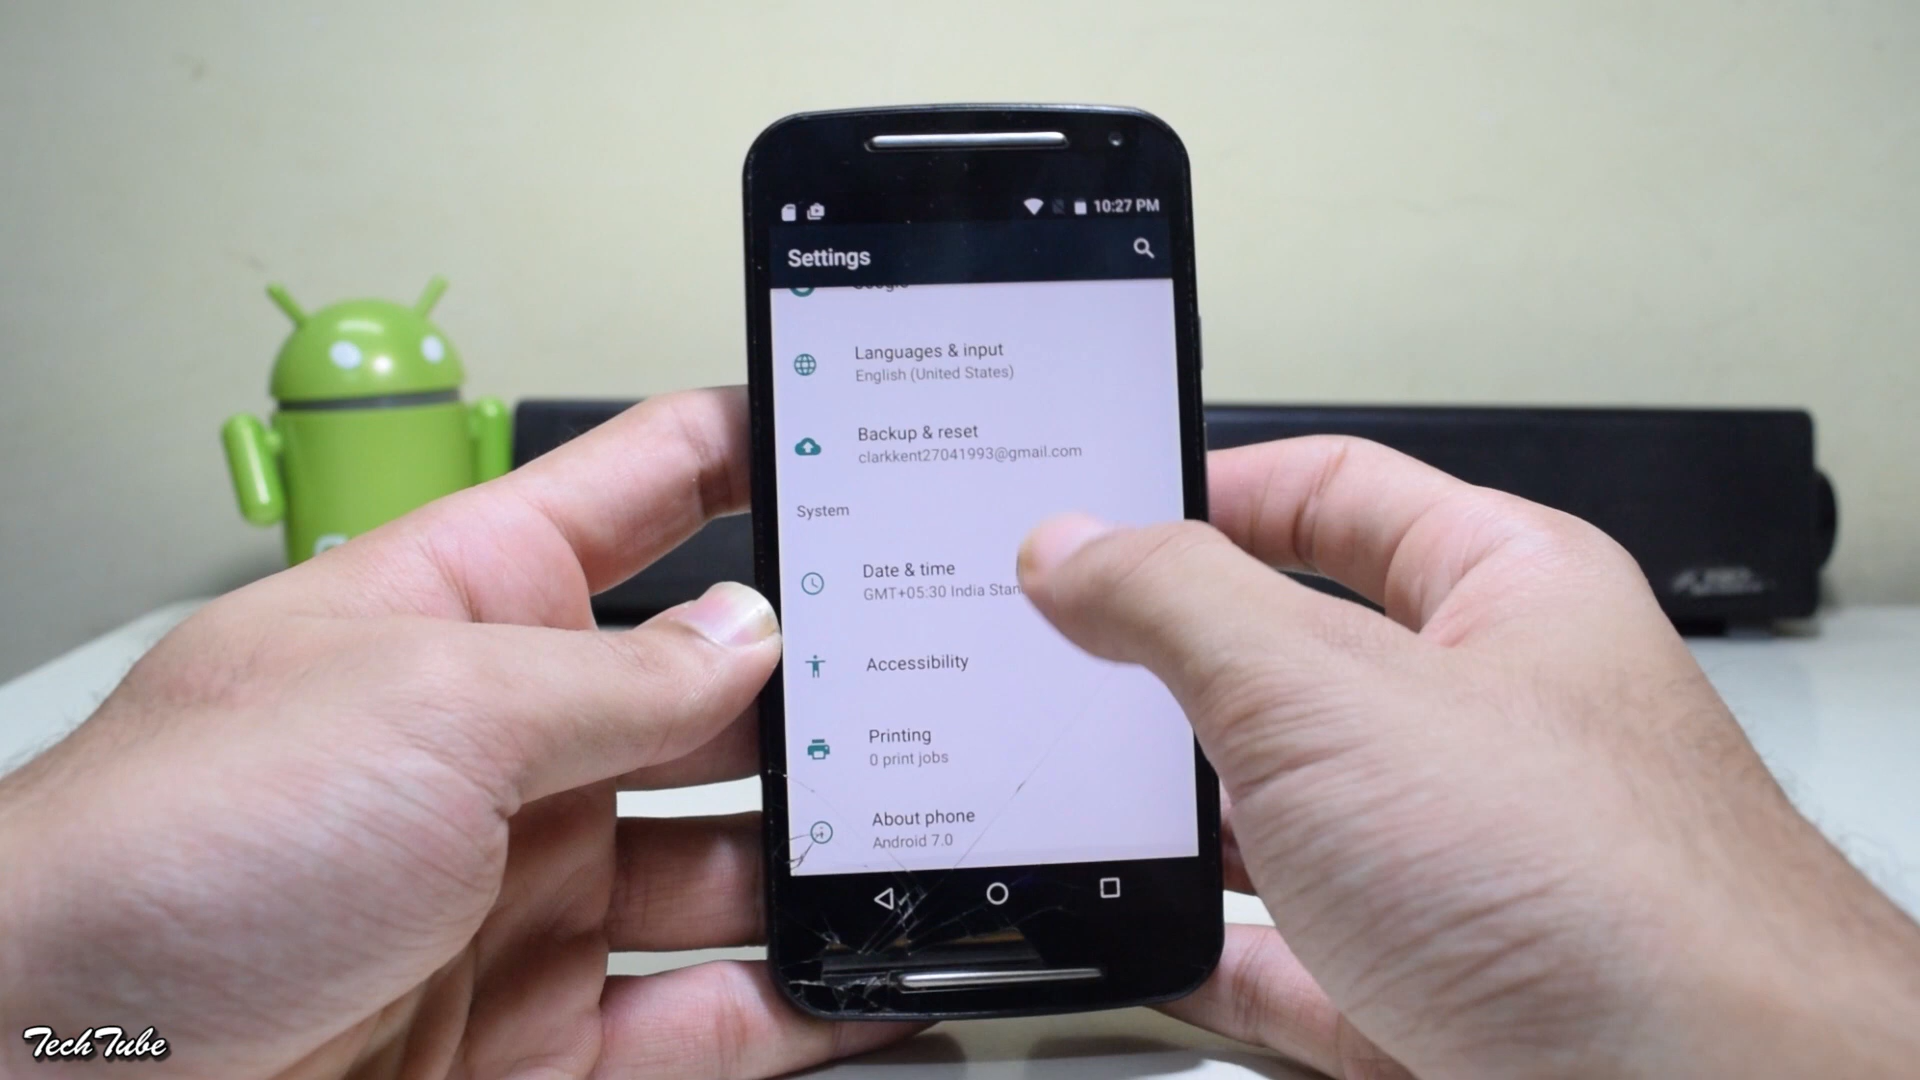 10:27 PM
Settings
Google
Languages & input
English (United States)
Backup & reset
clarkkent27041993@gmail.com
System
Date & time
GMT+05:30 India Stan
Accessibility
Printing
0 print jobs
About phone
Android 7.0
TechTube